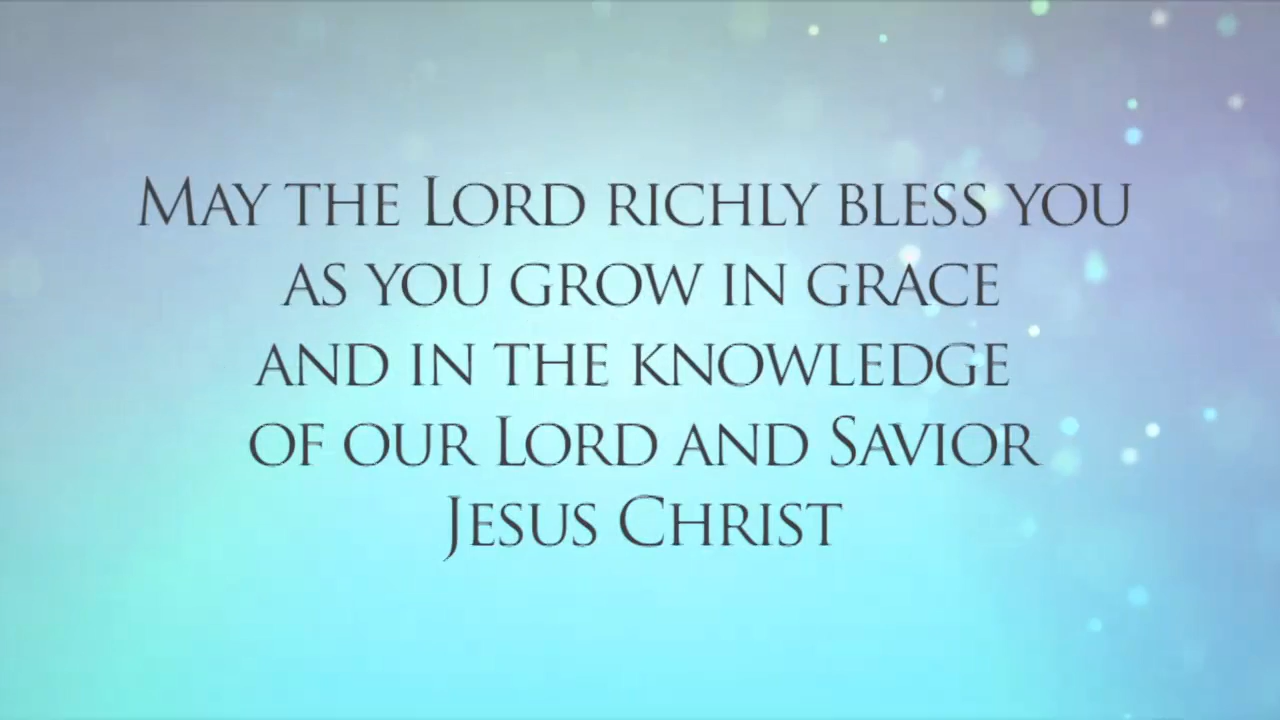 May the Lord richly bless you
as you grow in grace
and in the knowledge
of our Lord and Savior
Jesus Christ